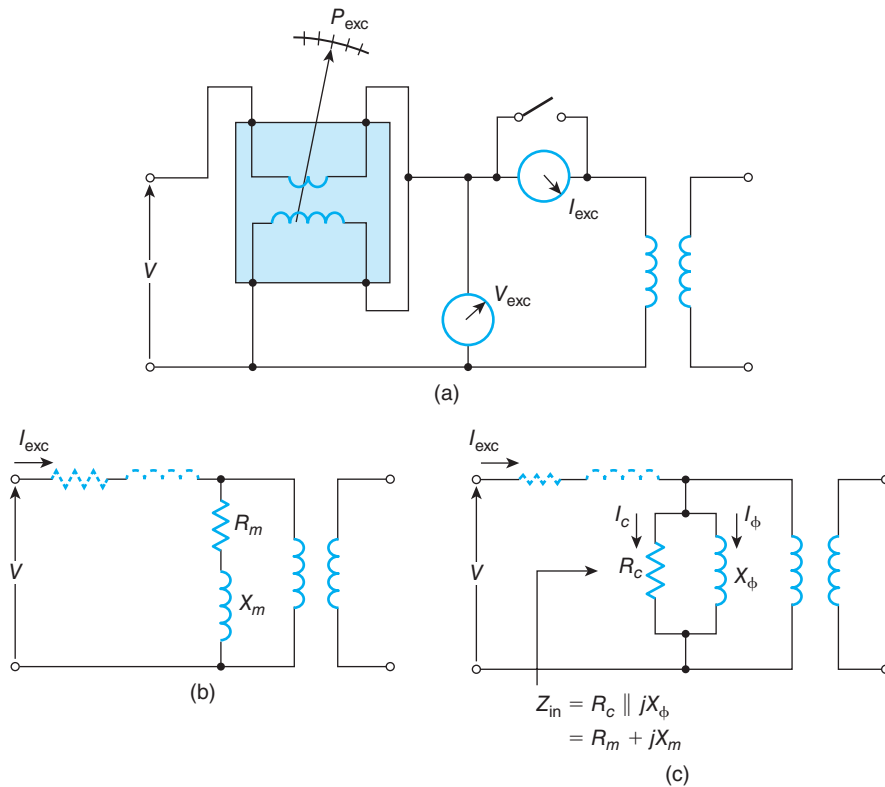 P_exc
V
I_exc
V_exc
(a)
I_exc
V
R_m
X_m
(b)
I_exc
V
I_c
I_ϕ
R_c
X_ϕ
Z_in = R_c ∥ jX_ϕ
= R_m + jX_m
(c)